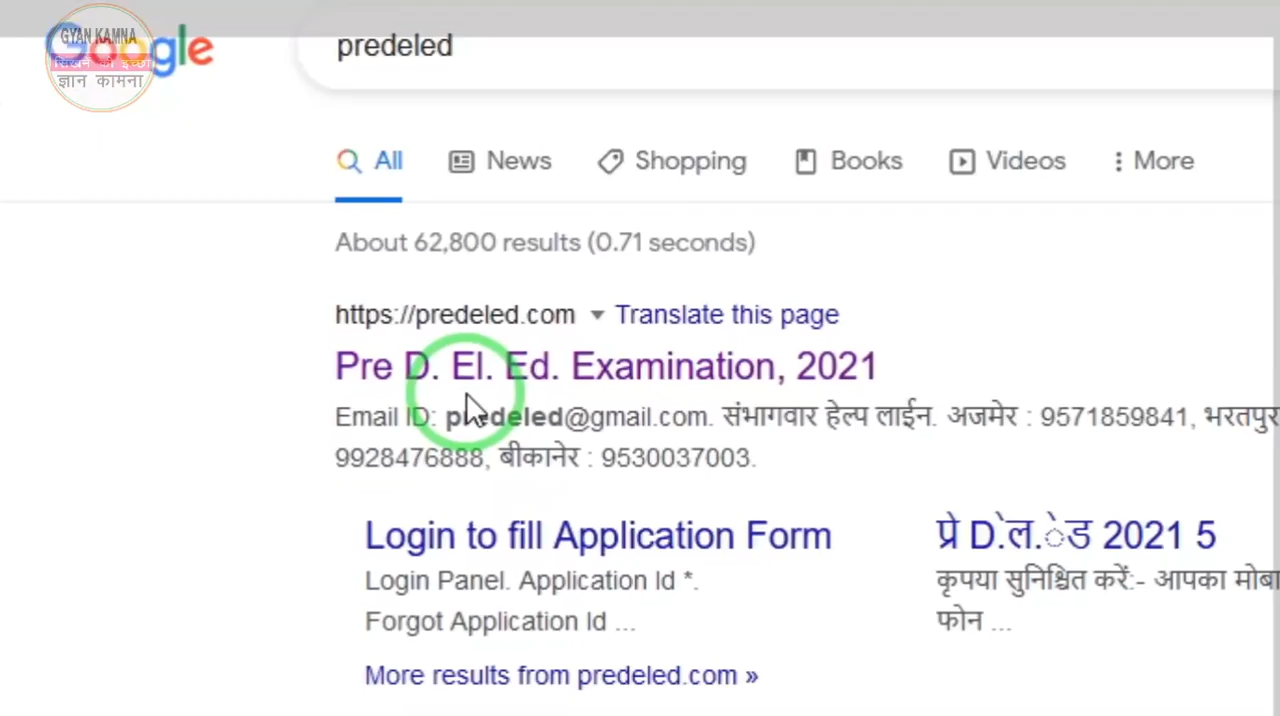 GYAN KAMNA
Google
सिखने की इच्छा
ज्ञान कामना
predeled
All News Shopping Books Videos More
About 62,800 results (0.71 seconds)
https://predeled.com Translate this page
Pre D. El. Ed. Examination, 2021
Email ID: predeled@gmail.com. संभागवार हेल्प लाईन. अजमेर : 9571859841, भरतपुर
9928476888, बीकानेर : 9530037003.
Login to fill Application Form
Login Panel. Application Id *.
Forgot Application Id ...
प्रे D.ेल.ेड 2021 5
कृपया सुनिश्चित करें:- आपका मोबा
फोन ...
More results from predeled.com »